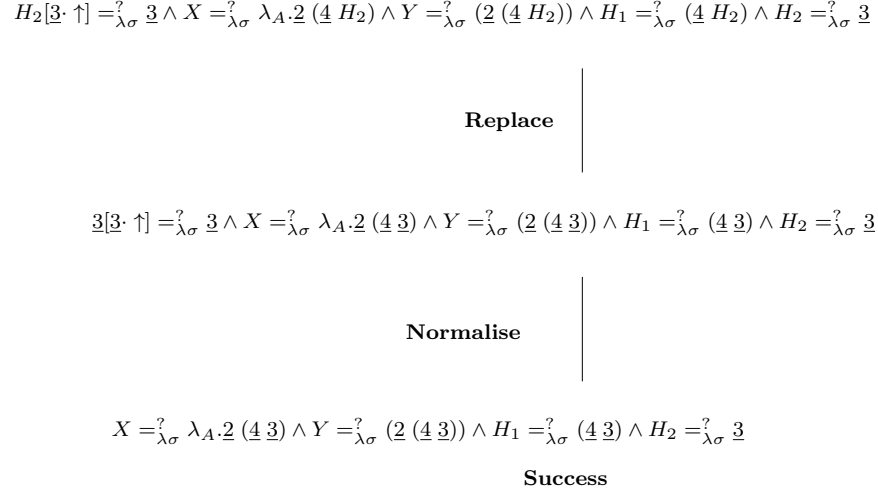 H₂[3̲· ↑] =?λσ 3̲ ∧ X =?λσ λA.2̲ (4̲ H₂) ∧ Y =?λσ (2̲ (4̲ H₂)) ∧ H₁ =?λσ (4̲ H₂) ∧ H₂ =?λσ 3̲
Replace
3̲[3̲· ↑] =?λσ 3̲ ∧ X =?λσ λA.2̲ (4̲ 3̲) ∧ Y =?λσ (2̲ (4̲ 3̲)) ∧ H₁ =?λσ (4̲ 3̲) ∧ H₂ =?λσ 3̲
Normalise
X =?λσ λA.2̲ (4̲ 3̲) ∧ Y =?λσ (2̲ (4̲ 3̲)) ∧ H₁ =?λσ (4̲ 3̲) ∧ H₂ =?λσ 3̲
Success